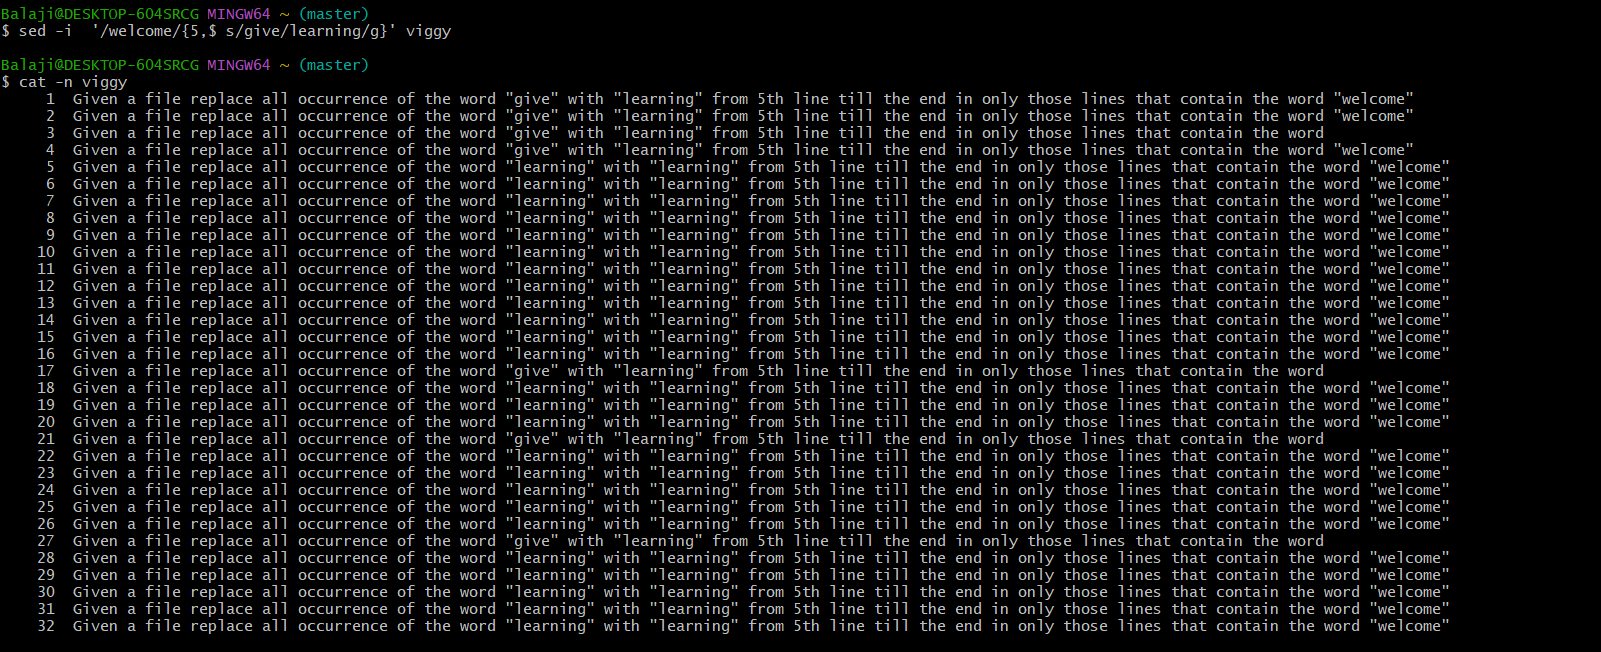 Balaji@DESKTOP-604SRCG MINGW64 ~ (master)
$ sed -i  '/welcome/{5,$ s/give/learning/g}' viggy
Balaji@DESKTOP-604SRCG MINGW64 ~ (master)
$ cat -n viggy
1 Given a file replace all occurrence of the word "give" with "learning" from 5th line till the end in only those lines that contain the word "welcome"
2 Given a file replace all occurrence of the word "give" with "learning" from 5th line till the end in only those lines that contain the word "welcome"
3 Given a file replace all occurrence of the word "give" with "learning" from 5th line till the end in only those lines that contain the word
4 Given a file replace all occurrence of the word "give" with "learning" from 5th line till the end in only those lines that contain the word "welcome"
5 Given a file replace all occurrence of the word "learning" with "learning" from 5th line till the end in only those lines that contain the word "welcome"
6 Given a file replace all occurrence of the word "learning" with "learning" from 5th line till the end in only those lines that contain the word "welcome"
7 Given a file replace all occurrence of the word "learning" with "learning" from 5th line till the end in only those lines that contain the word "welcome"
8 Given a file replace all occurrence of the word "learning" with "learning" from 5th line till the end in only those lines that contain the word "welcome"
9 Given a file replace all occurrence of the word "learning" with "learning" from 5th line till the end in only those lines that contain the word "welcome"
10 Given a file replace all occurrence of the word "learning" with "learning" from 5th line till the end in only those lines that contain the word "welcome"
11 Given a file replace all occurrence of the word "learning" with "learning" from 5th line till the end in only those lines that contain the word "welcome"
12 Given a file replace all occurrence of the word "learning" with "learning" from 5th line till the end in only those lines that contain the word "welcome"
13 Given a file replace all occurrence of the word "learning" with "learning" from 5th line till the end in only those lines that contain the word "welcome"
14 Given a file replace all occurrence of the word "learning" with "learning" from 5th line till the end in only those lines that contain the word "welcome"
15 Given a file replace all occurrence of the word "learning" with "learning" from 5th line till the end in only those lines that contain the word "welcome"
16 Given a file replace all occurrence of the word "learning" with "learning" from 5th line till the end in only those lines that contain the word "welcome"
17 Given a file replace all occurrence of the word "give" with "learning" from 5th line till the end in only those lines that contain the word
18 Given a file replace all occurrence of the word "learning" with "learning" from 5th line till the end in only those lines that contain the word "welcome"
19 Given a file replace all occurrence of the word "learning" with "learning" from 5th line till the end in only those lines that contain the word "welcome"
20 Given a file replace all occurrence of the word "learning" with "learning" from 5th line till the end in only those lines that contain the word "welcome"
21 Given a file replace all occurrence of the word "give" with "learning" from 5th line till the end in only those lines that contain the word
22 Given a file replace all occurrence of the word "learning" with "learning" from 5th line till the end in only those lines that contain the word "welcome"
23 Given a file replace all occurrence of the word "learning" with "learning" from 5th line till the end in only those lines that contain the word "welcome"
24 Given a file replace all occurrence of the word "learning" with "learning" from 5th line till the end in only those lines that contain the word "welcome"
25 Given a file replace all occurrence of the word "learning" with "learning" from 5th line till the end in only those lines that contain the word "welcome"
26 Given a file replace all occurrence of the word "learning" with "learning" from 5th line till the end in only those lines that contain the word "welcome"
27 Given a file replace all occurrence of the word "give" with "learning" from 5th line till the end in only those lines that contain the word
28 Given a file replace all occurrence of the word "learning" with "learning" from 5th line till the end in only those lines that contain the word "welcome"
29 Given a file replace all occurrence of the word "learning" with "learning" from 5th line till the end in only those lines that contain the word "welcome"
30 Given a file replace all occurrence of the word "learning" with "learning" from 5th line till the end in only those lines that contain the word "welcome"
31 Given a file replace all occurrence of the word "learning" with "learning" from 5th line till the end in only those lines that contain the word "welcome"
32 Given a file replace all occurrence of the word "learning" with "learning" from 5th line till the end in only those lines that contain the word "welcome"